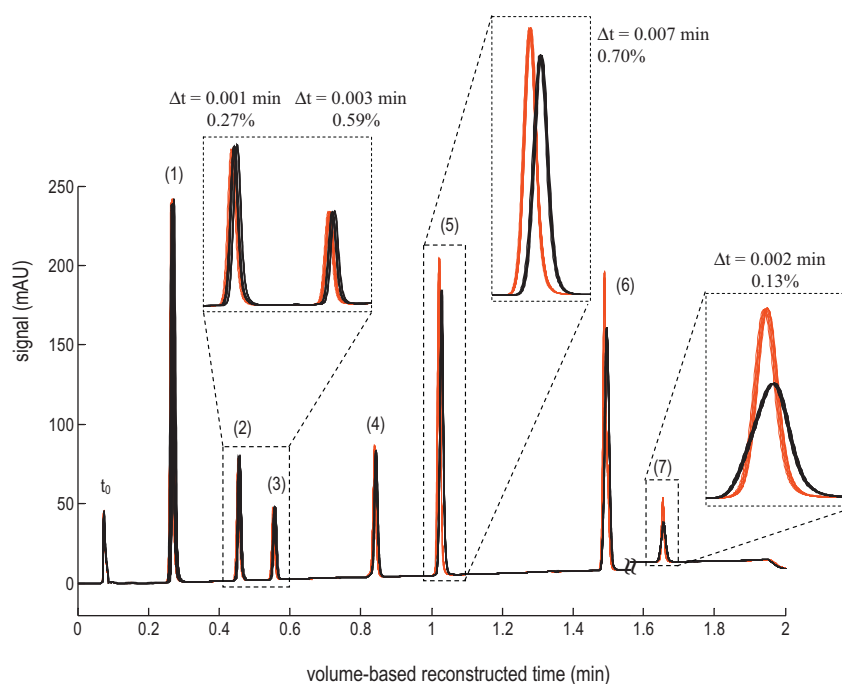 Δt = 0.007 min
0.70%
Δt = 0.001 min
0.27%
Δt = 0.003 min
0.59%
(1)
(2)
(3)
(4)
(5)
(6)
Δt = 0.002 min
0.13%
(7)
t0
signal (mAU)
250
200
150
100
50
0
0 0.2 0.4 0.6 0.8 1 1.2 1.4 1.6 1.8 2
volume-based reconstructed time (min)